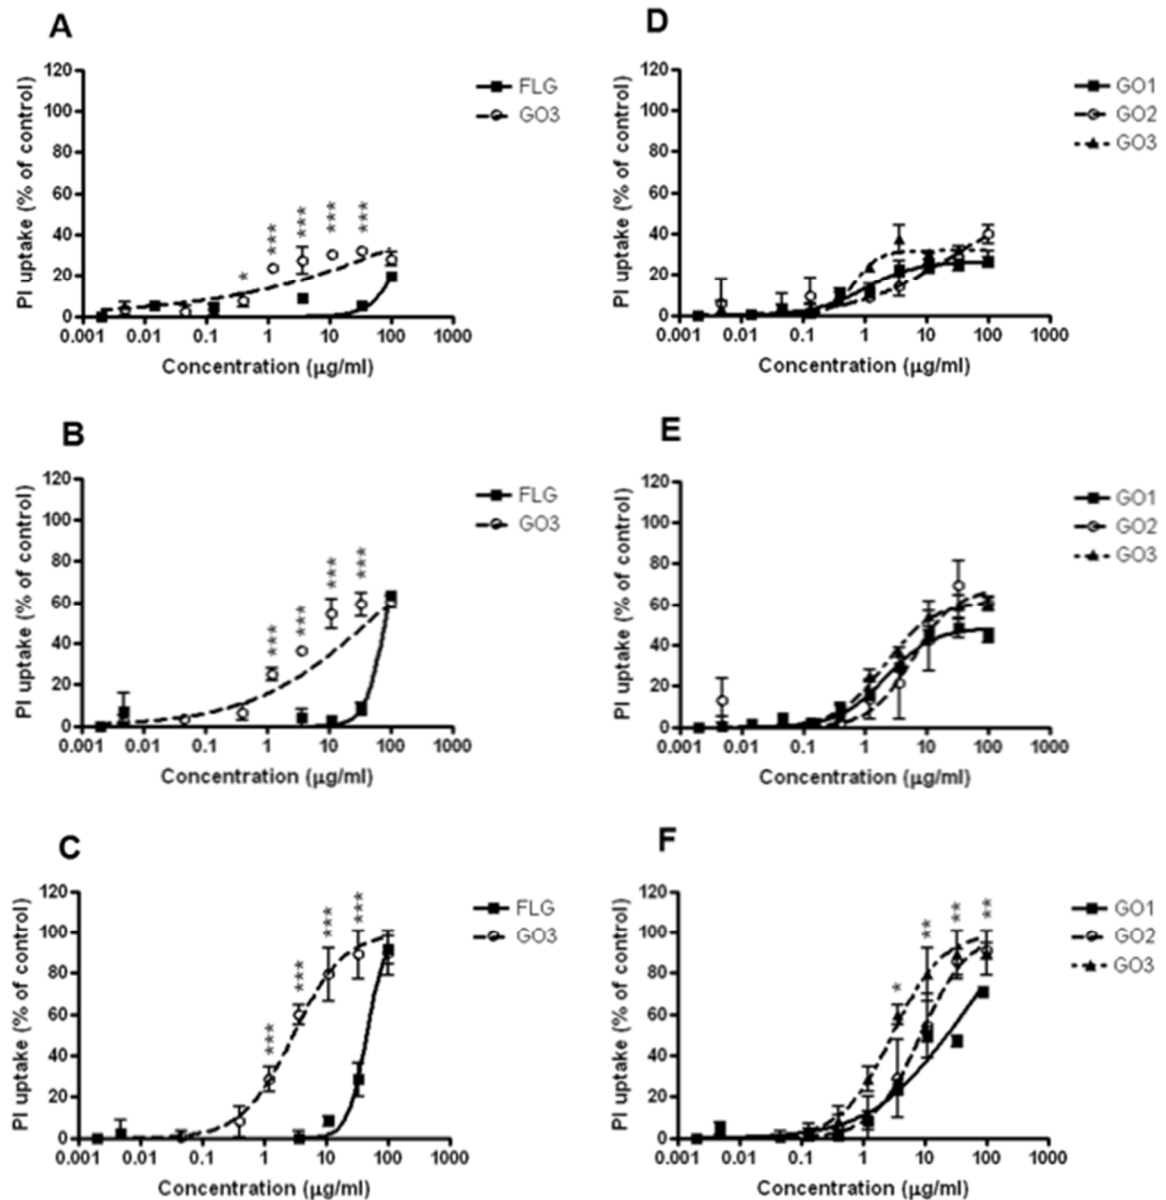 A
PI uptake (% of control)
120
100
80
60
40
20
0
0.001 0.01 0.1 1 10 100 1000
Concentration (μg/ml)
* *** *** *** ***
FLG
GO3
D
PI uptake (% of control)
120
100
80
60
40
20
0
0.001 0.01 0.1 1 10 100 1000
Concentration (μg/ml)
GO1
GO2
GO3
B
PI uptake (% of control)
120
100
80
60
40
20
0
0.001 0.01 0.1 1 10 100 1000
Concentration (μg/ml)
*** *** *** ***
FLG
GO3
E
PI uptake (% of control)
120
100
80
60
40
20
0
0.001 0.01 0.1 1 10 100 1000
Concentration (μg/ml)
GO1
GO2
GO3
C
PI uptake (% of control)
120
100
80
60
40
20
0
0.001 0.01 0.1 1 10 100 1000
Concentration (μg/ml)
*** *** *** ***
FLG
GO3
F
PI uptake (% of control)
120
100
80
60
40
20
0
0.001 0.01 0.1 1 10 100 1000
Concentration (μg/ml)
* ** ** **
GO1
GO2
GO3